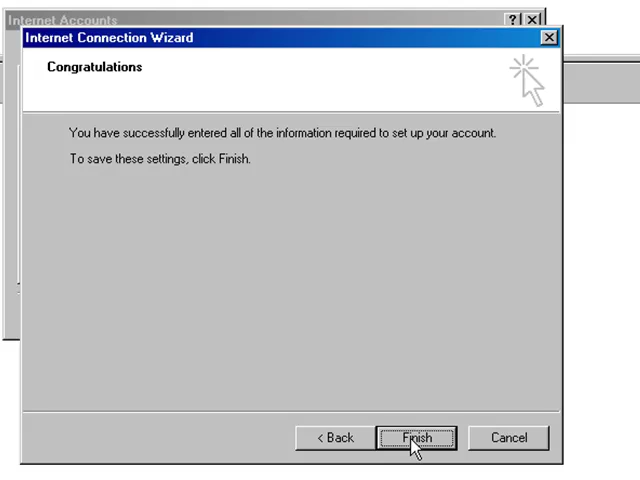 Internet Accounts
Internet Connection Wizard
Congratulations
You have successfully entered all of the information required to set up your account.
To save these settings, click Finish.
< Back
Finish
Cancel